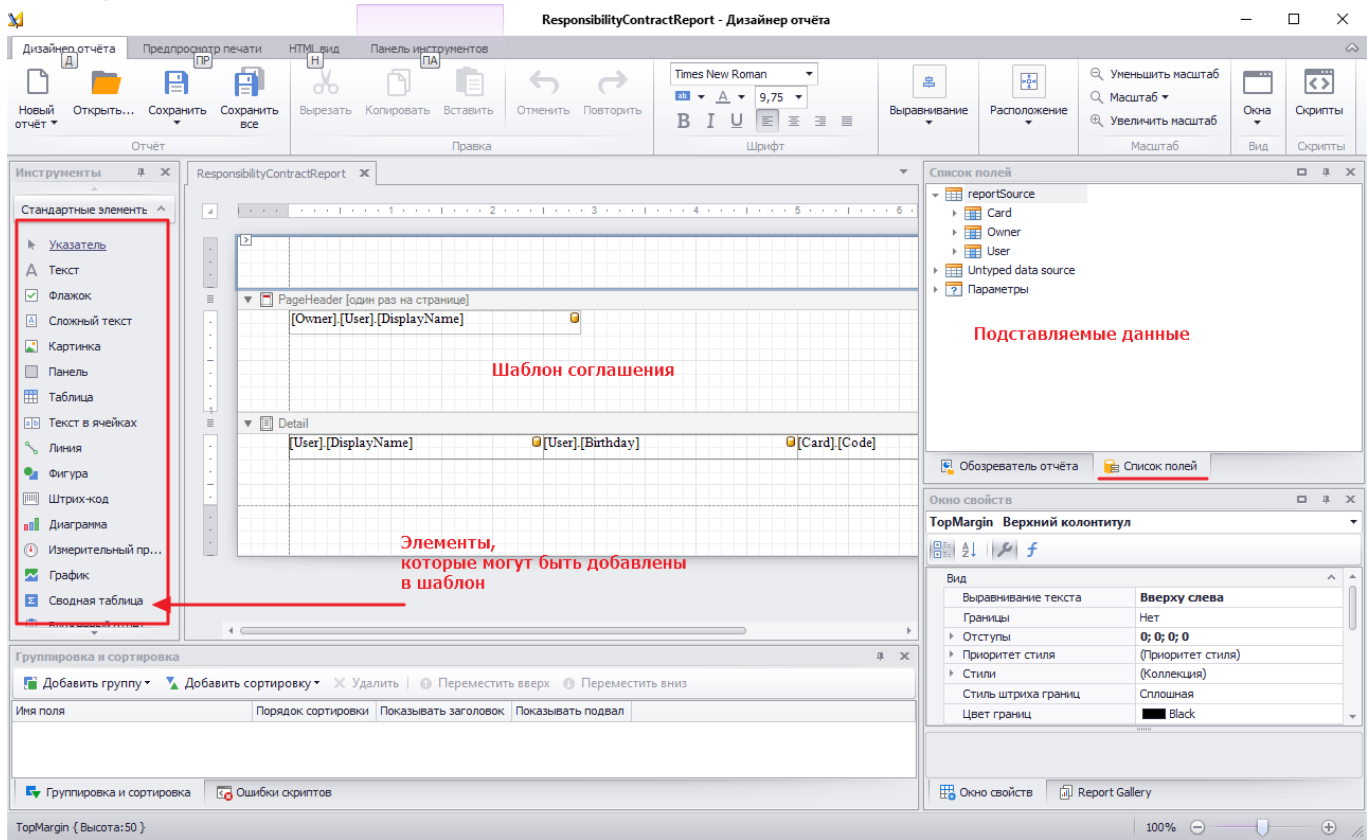 ResponsibilityContractReport - Дизайнер отчёта
Дизайнер отчёта Предпросмотр печати HTML вид Панель инструментов
Д ПР H ПА
Новый отчёт
Открыть...
Сохранить
Сохранить все
Вырезать
Копировать
Вставить
Отменить
Повторить
Times New Roman
9,75
B I U
Выравнивание
Расположение
Уменьшить масштаб
Масштаб
Увеличить масштаб
Окна
Скрипты
Отчёт Правка Шрифт Масштаб Вид Скрипты
Инструменты
Стандартные элементы
Указатель
Текст
Флажок
Сложный текст
Картинка
Панель
Таблица
Текст в ячейках
Линия
Фигура
Штрих-код
Диаграмма
Измерительный пр...
График
Сводная таблица
ResponsibilityContractReport
1 2 3 4 5 6
PageHeader [один раз на странице]
[Owner].[User].[DisplayName]
Шаблон соглашения
Detail
[User].[DisplayName] [User].[Birthday] [Card].[Code]
Элементы,
которые могут быть добавлены
в шаблон
Список полей
reportSource
Card
Owner
User
Untyped data source
Параметры
Подставляемые данные
Обозреватель отчёта Список полей
Окно свойств
TopMargin Верхний колонтитул
Вид
Выравнивание текста Вверху слева
Границы Нет
Отступы 0; 0; 0; 0
Приоритет стиля (Приоритет стиля)
Стили (Коллекция)
Стиль штриха границ Сплошная
Цвет границ Black
Окно свойств Report Gallery
Группировка и сортировка
Добавить группу Добавить сортировку Удалить Переместить вверх Переместить вниз
Имя поля Порядок сортировки Показывать заголовок Показывать подвал
Группировка и сортировка Ошибки скриптов
TopMargin { Высота:50 } 100%